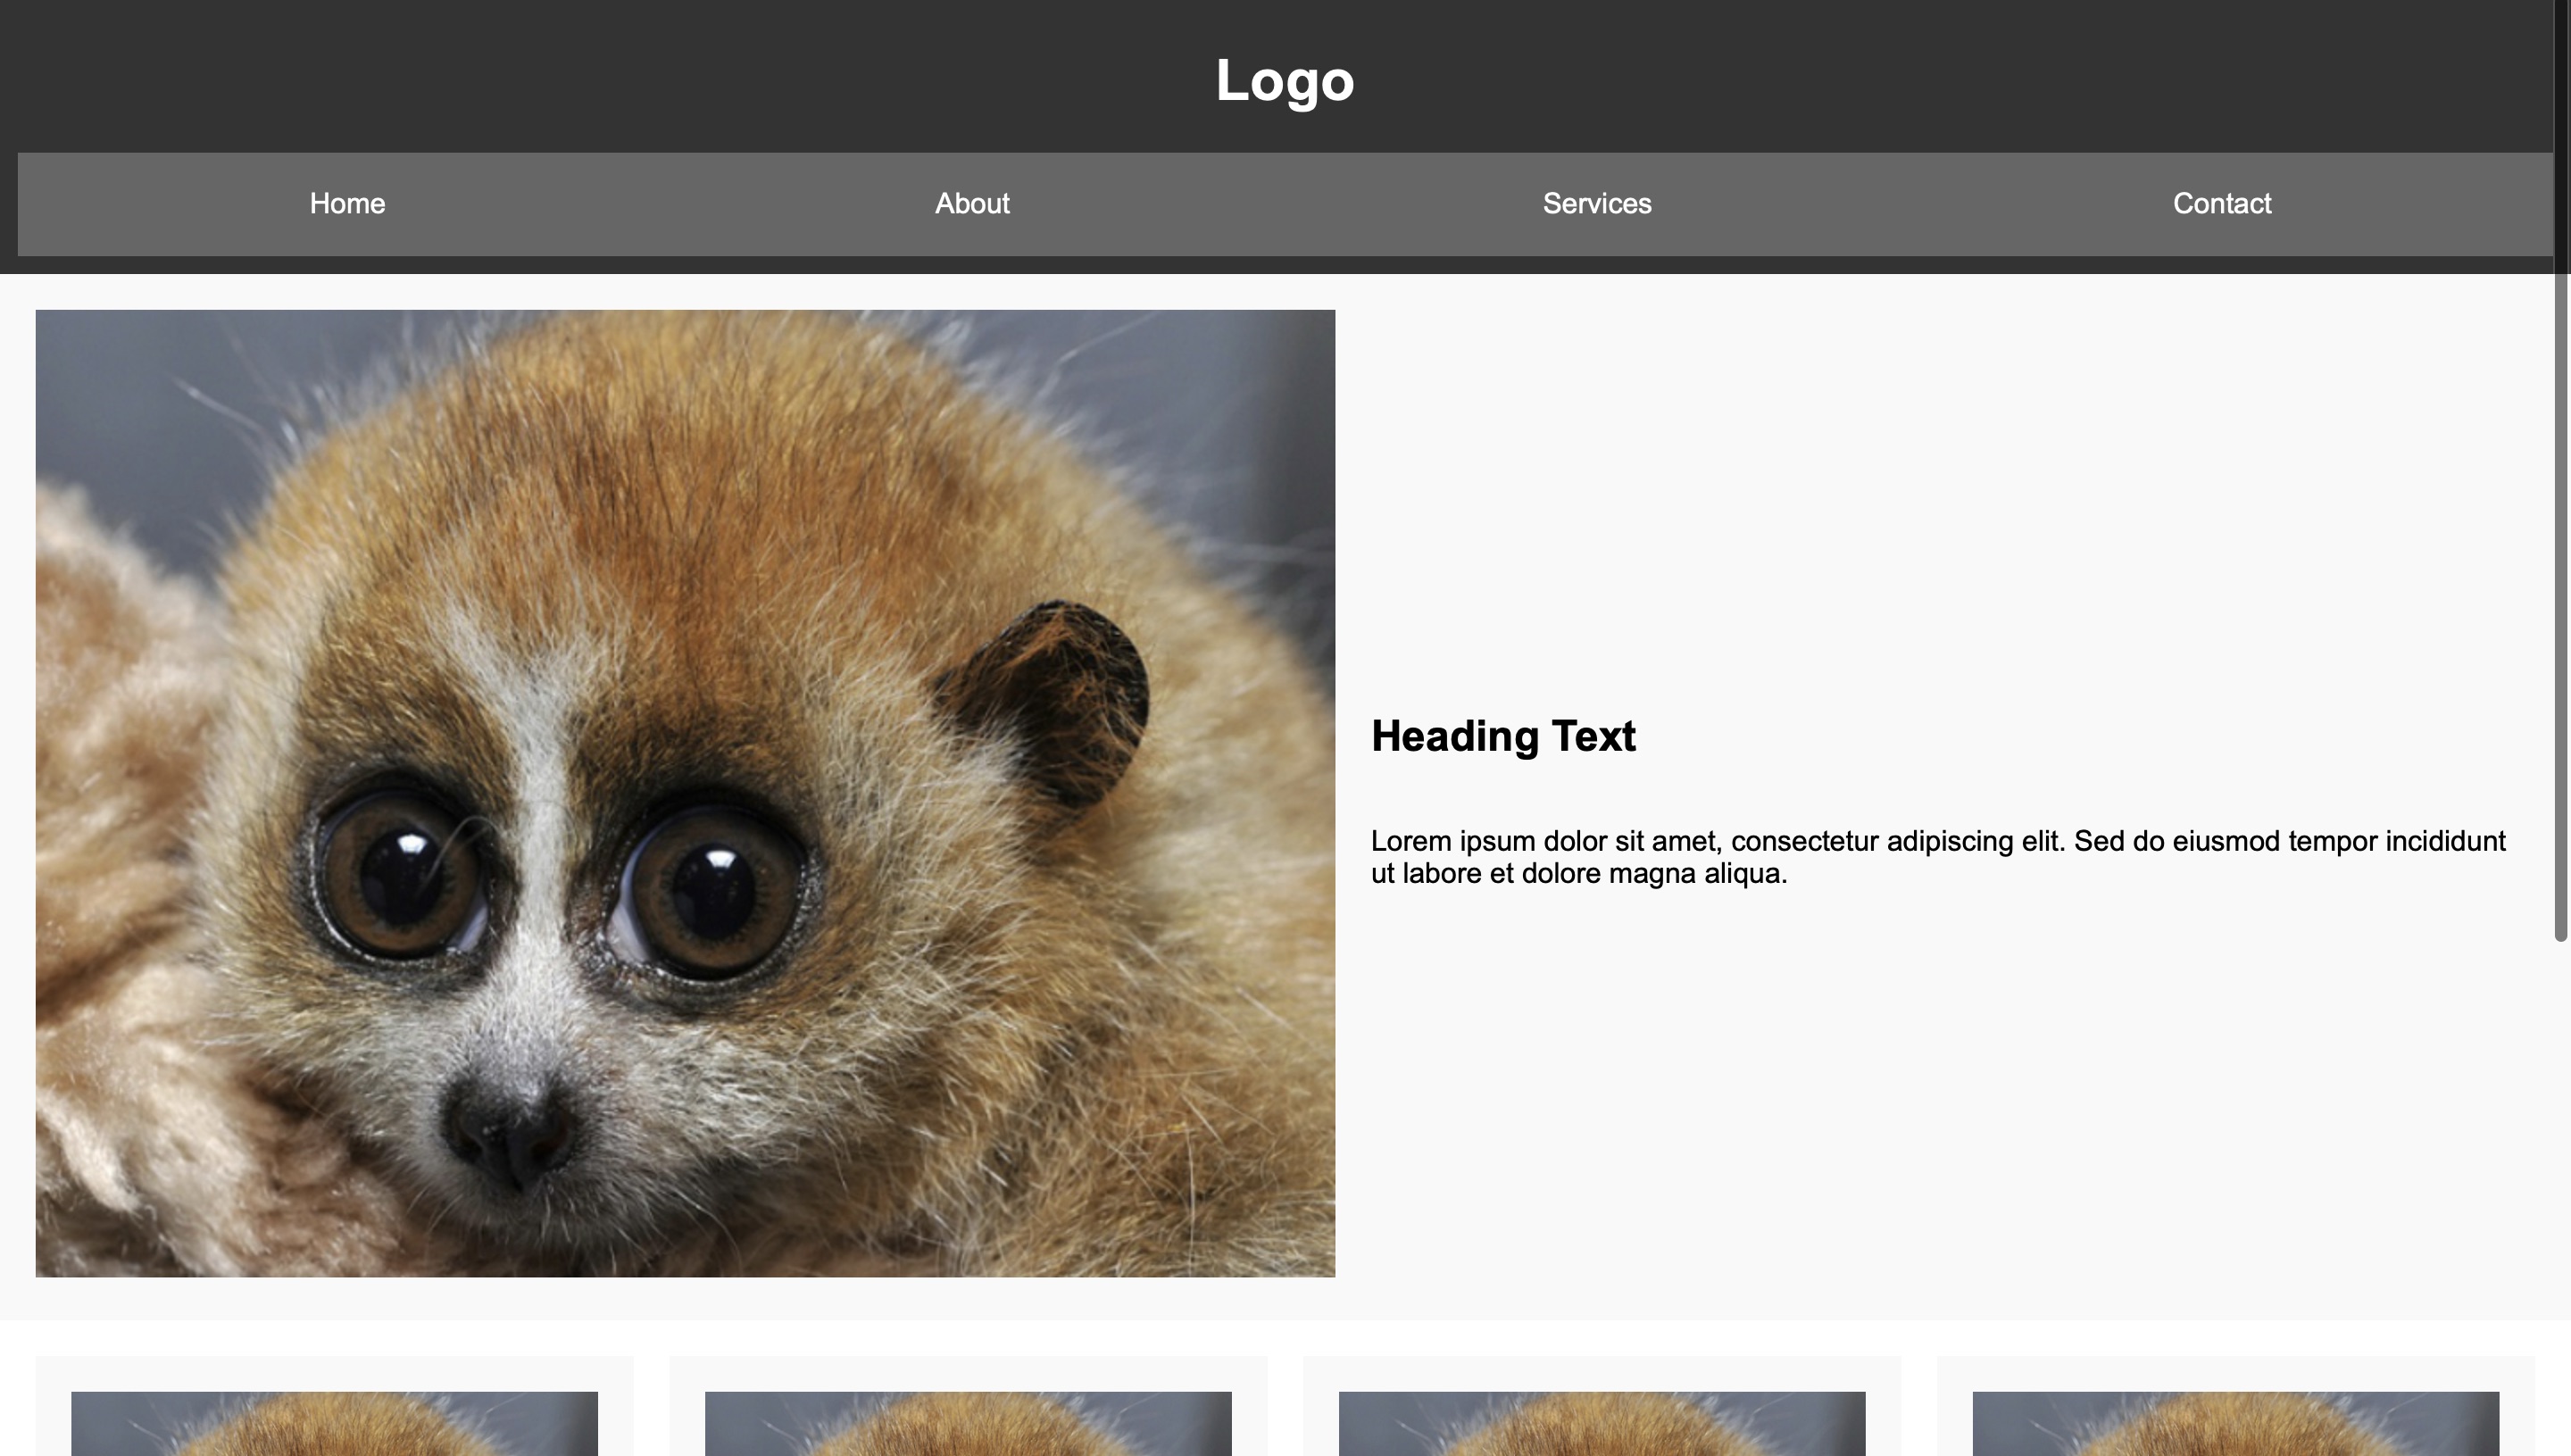 Logo
Home About Services Contact
Heading Text
Lorem ipsum dolor sit amet, consectetur adipiscing elit. Sed do eiusmod tempor incididunt
ut labore et dolore magna aliqua.